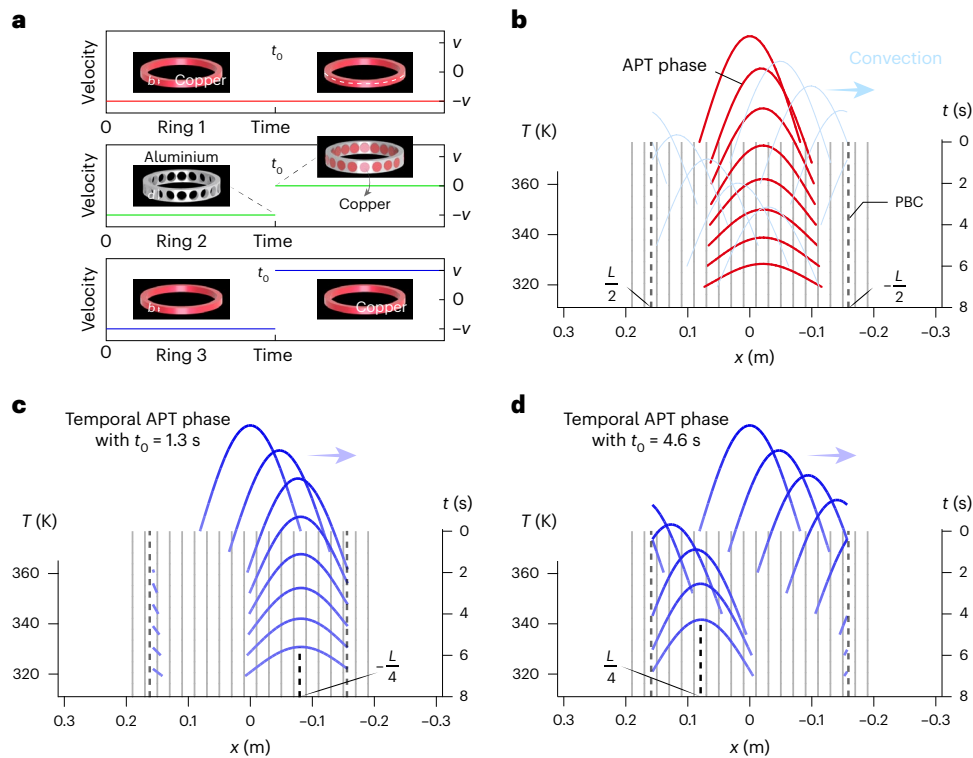 a
Velocity
b
Copper
t0
v
0
−v
0
Ring 1
Time
Velocity
Aluminium
d
t0
Copper
v
0
−v
0
Ring 2
Time
Velocity
b
t0
Copper
v
0
−v
0
Ring 3
Time
b
APT phase
Convection
T (K)
t (s)
360
340
320
0
2
4
6
8
PBC
L/2
−L/2
0.3
0.2
0.1
0
−0.1
−0.2
−0.3
x (m)
c
Temporal APT phase
with t0 = 1.3 s
T (K)
t (s)
360
340
320
0
2
4
6
8
−L/4
0.3
0.2
0.1
0
−0.1
−0.2
−0.3
x (m)
d
Temporal APT phase
with t0 = 4.6 s
T (K)
t (s)
360
340
320
0
2
4
6
8
L/4
0.3
0.2
0.1
0
−0.1
−0.2
−0.3
x (m)